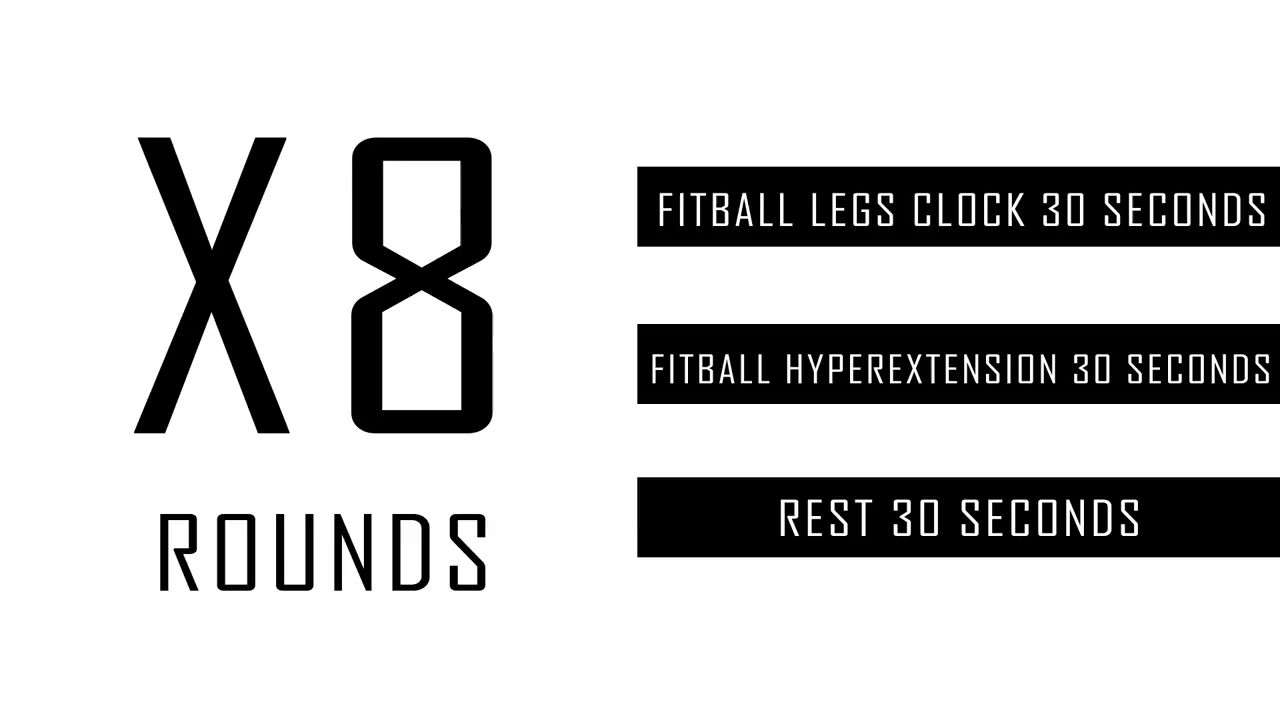 X8
ROUNDS
FITBALL LEGS CLOCK 30 SECONDS
FITBALL HYPEREXTENSION 30 SECONDS
REST 30 SECONDS